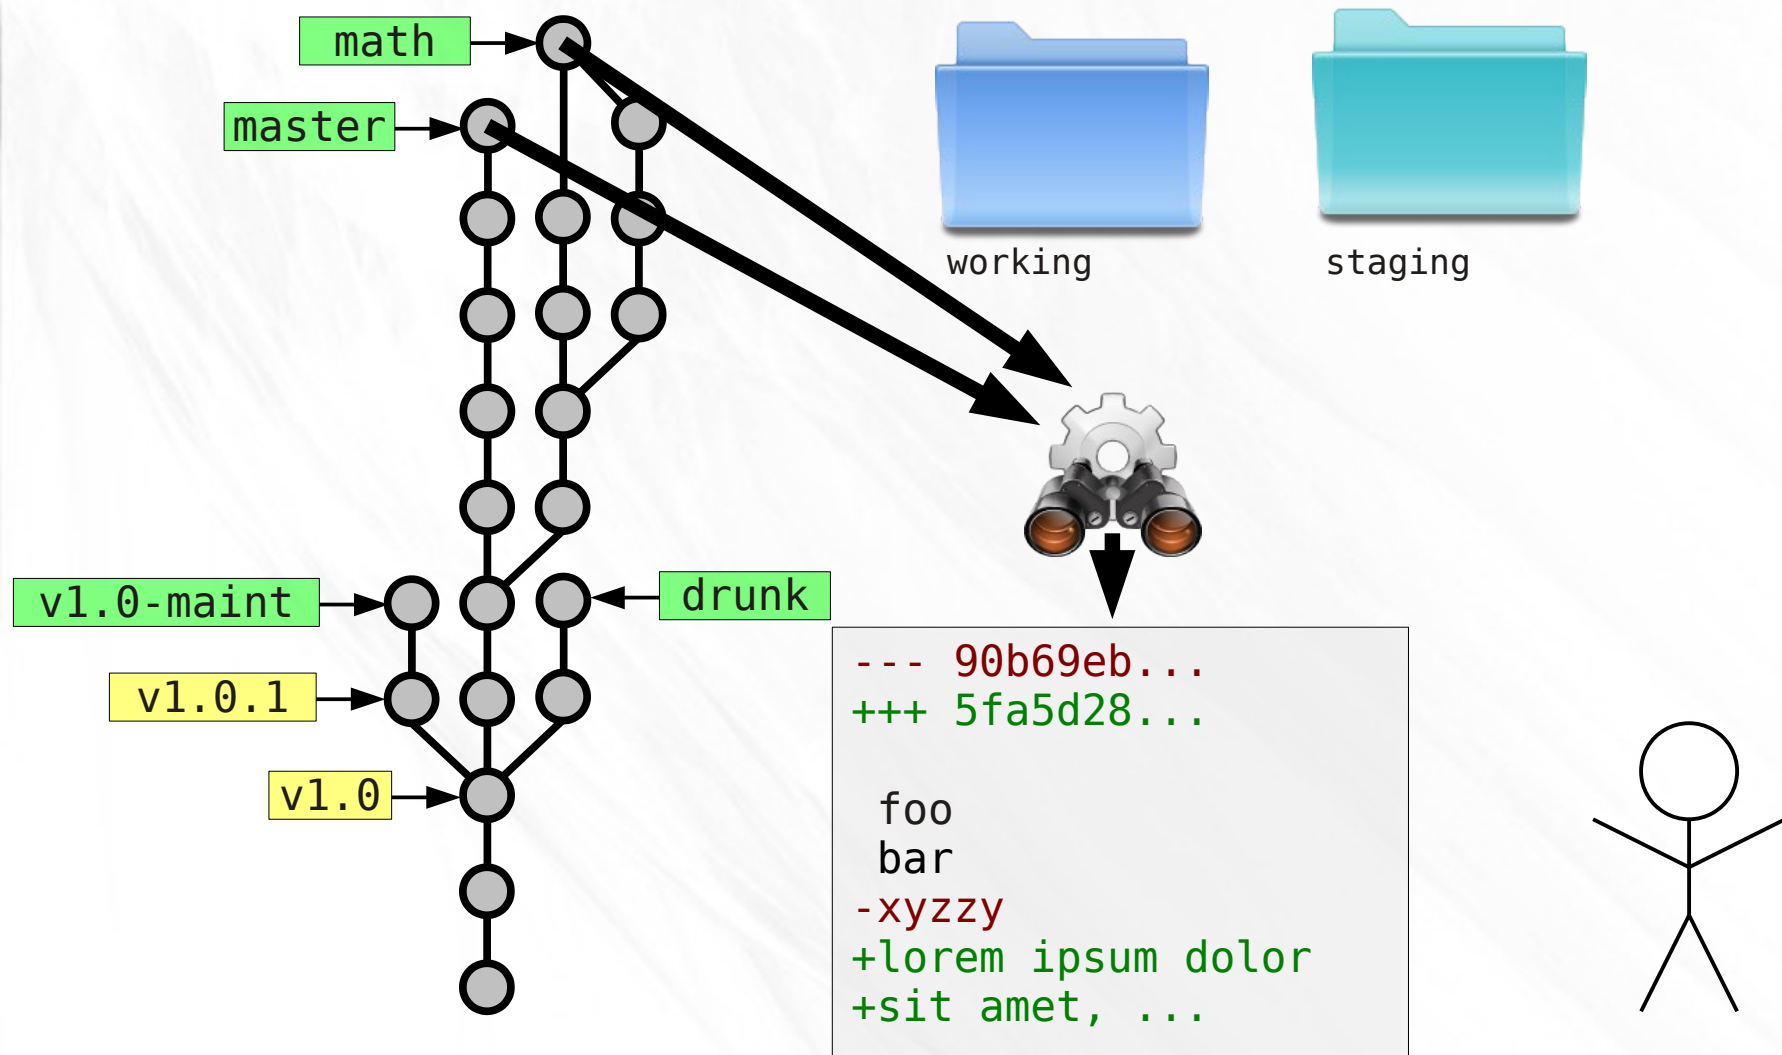 math
master
working
staging
v1.0-maint
drunk
v1.0.1
v1.0
--- 90b69eb...
+++ 5fa5d28...
foo
bar
-xyzzy
+lorem ipsum dolor
+sit amet, ...